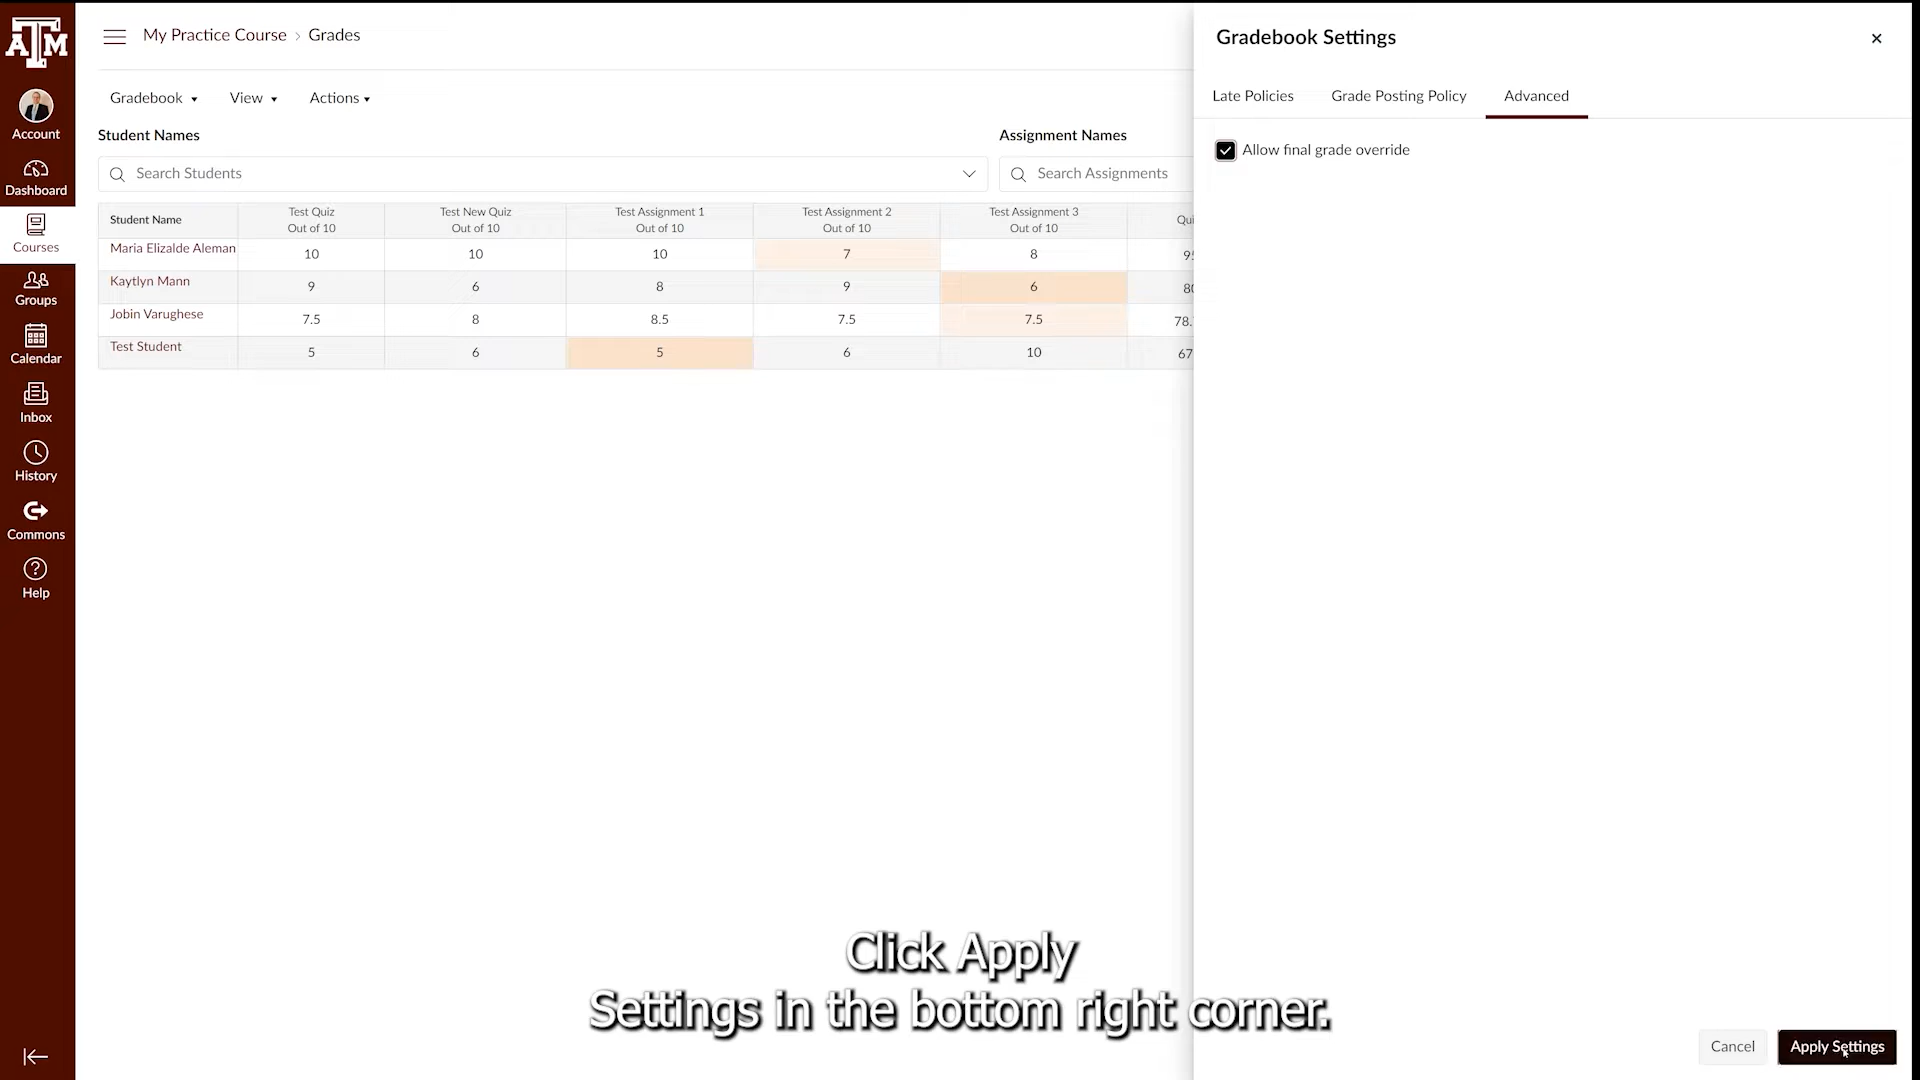 ATM
Account
Dashboard
Courses
Groups
Calendar
Inbox
History
Commons
Help
My Practice Course › Grades
Gradebook View Actions
Student Names
Search Students
Assignment Names
Search Assignments
Student Name
Test Quiz
Out of 10
Test New Quiz
Out of 10
Test Assignment 1
Out of 10
Test Assignment 2
Out of 10
Test Assignment 3
Out of 10
Qui
Maria Elizalde Aleman 10 10 10 7 8
Kaytlyn Mann 9 6 8 9 6 80
Jobin Varughese 7.5 8 8.5 7.5 7.5 78.
Test Student 5 6 5 6 10 67
Gradebook Settings
Late Policies Grade Posting Policy Advanced
Allow final grade override
Click Apply
Settings in the bottom right corner.
Cancel Apply Settings